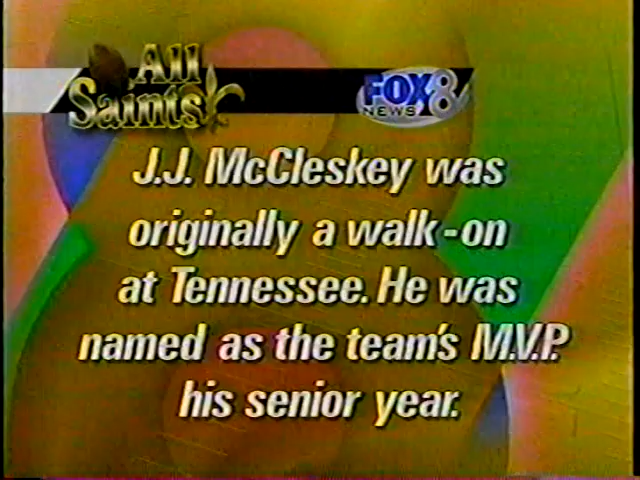 All
Saints
FOX 8
NEWS
J.J. McCleskey was
originally a walk-on
at Tennessee. He was
named as the team's M.V.P.
his senior year.